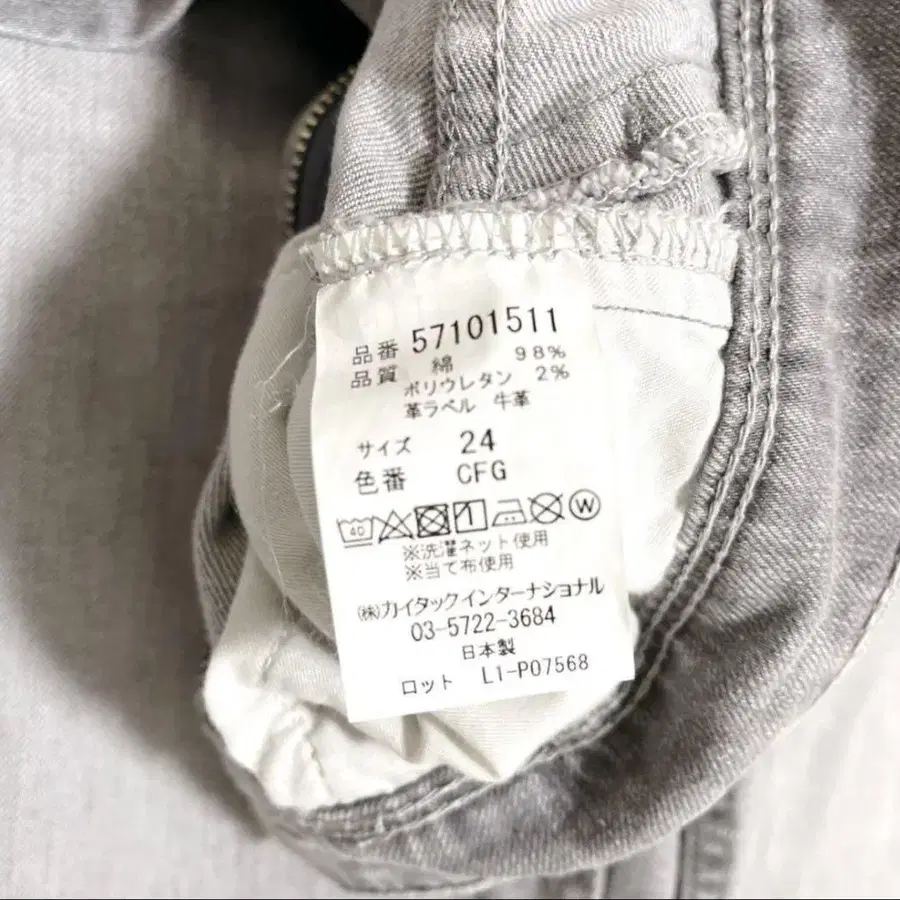 品番 57101511
品質 綿 98%
ポリウレタン 2%
革ラベル 牛革
サイズ 24
色番 CFG
40 W
※洗濯ネット使用
※当て布使用
㈱カイタックインターナショナル
03-5722-3684
日本製
ロット L1-P07568